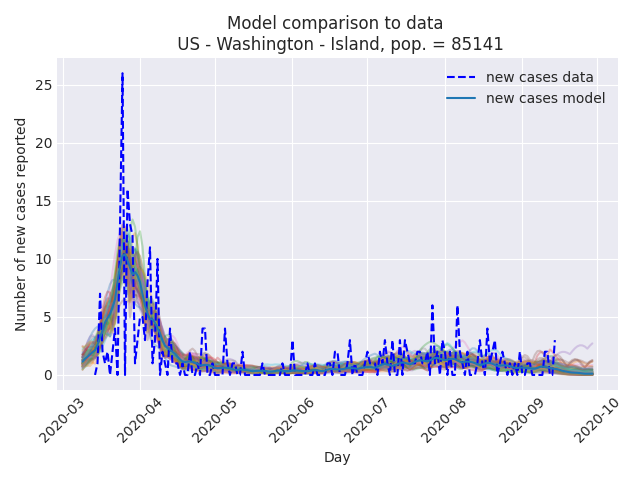 Model comparison to data
US - Washington - Island, pop. = 85141
new cases data
new cases model
Number of new cases reported
25
20
15
10
5
0
2020-03
2020-04
2020-05
2020-06
2020-07
2020-08
2020-09
2020-10
Day